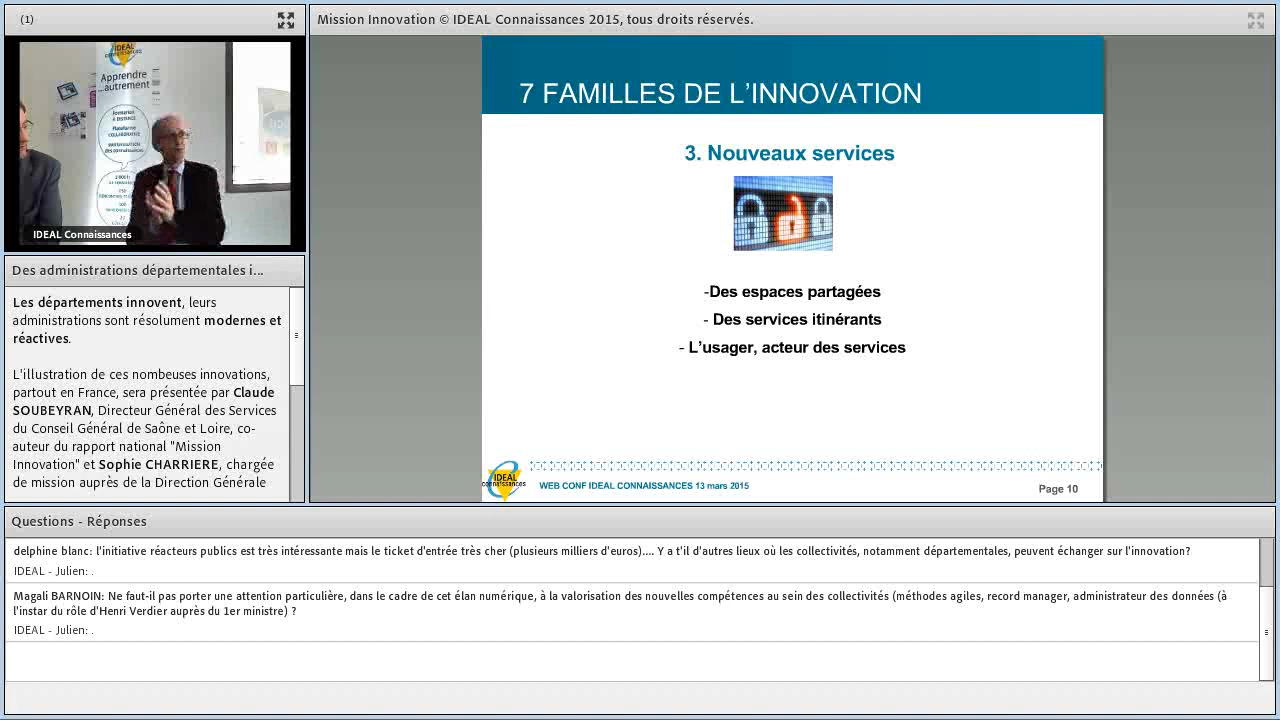 (1)
IDEAL
connaissances
Apprendre
...autrement
Formation
À DISTANCE
Plateforme
COLLABORATIVE
IDEAL Connaissances
Mission Innovation © IDEAL Connaissances 2015, tous droits réservés.
7 FAMILLES DE L'INNOVATION
3. Nouveaux services
-Des espaces partagées
- Des services itinérants
- L'usager, acteur des services
IDEAL
connaissances
WEB CONF IDEAL CONNAISSANCES 13 mars 2015
Page 10
Des administrations départementales i...
Les départements innovent, leurs
administrations sont résolument modernes et
réactives.
L'illustration de ces nombeuses innovations,
partout en France, sera présentée par Claude
SOUBEYRAN, Directeur Général des Services
du Conseil Général de Saône et Loire, co-
auteur du rapport national "Mission
Innovation" et Sophie CHARRIERE, chargée
de mission auprès de la Direction Générale
Questions - Réponses
delphine blanc: l'initiative réacteurs publics est très intéressante mais le ticket d'entrée très cher (plusieurs milliers d'euros).... Y a t'il d'autres lieux où les collectivités, notamment départementales, peuvent échanger sur l'innovation?
IDEAL - Julien: .
Magali BARNOIN: Ne faut-il pas porter une attention particulière, dans le cadre de cet élan numérique, à la valorisation des nouvelles compétences au sein des collectivités (méthodes agiles, record manager, administrateur des données (à
l'instar du rôle d'Henri Verdier auprès du 1er ministre) ?
IDEAL - Julien: .